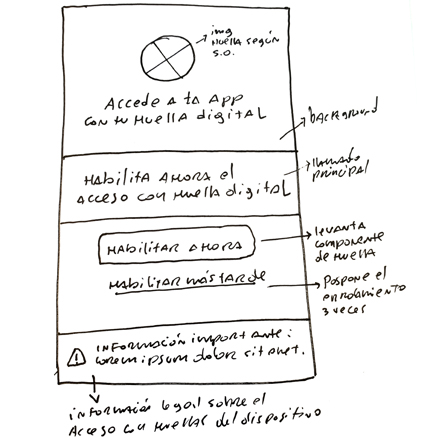 img
Huella según
S.O.
Accede a tu App
con tu Huella digital
background
Habilita Ahora el
Acceso con Huella digital
llamado
principal
Habilitar Ahora
levanta
componente
de Huella
Habilitar más tarde
Pospone el
enrolamiento
3 veces
Información importante:
Lorem ipsum dolor sit amet.
información legal sobre el
Acceso con Huellas del dispositivo